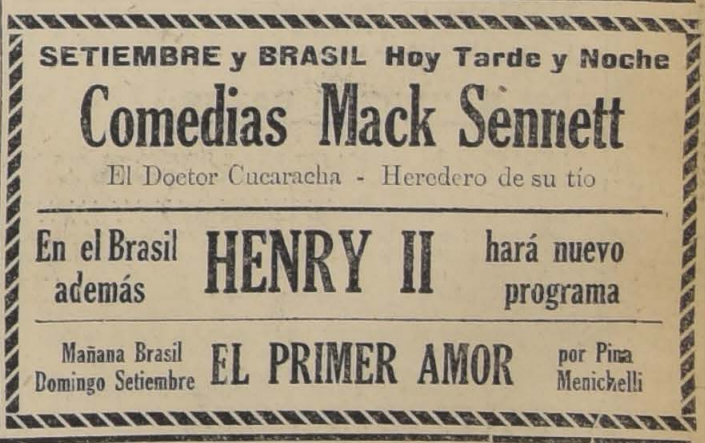 SETIEMBRE y BRASIL Hoy Tarde y Noche
Comedias Mack Sennett
El Doctor Cucaracha - Heredero de su tío
En el Brasil además HENRY II hará nuevo programa
Mañana Brasil Domingo Setiembre EL PRIMER AMOR por Pina Menichelli